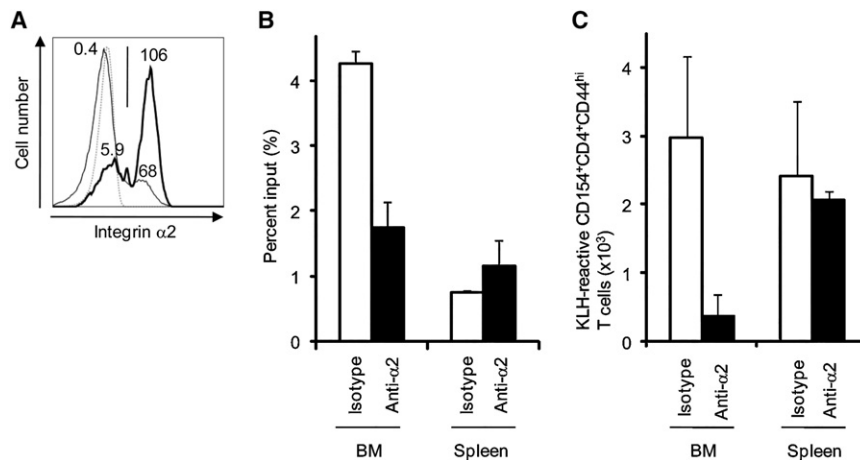 A
Cell number
0.4
106
5.9
68
Integrin α2
B
Percent input (%)
4
3
2
1
0
Isotype
Anti-α2
Isotype
Anti-α2
BM
Spleen
C
KLH-reactive CD154⁺CD4⁺CD44ʰⁱ
T cells (x10³)
4
3
2
1
0
Isotype
Anti-α2
Isotype
Anti-α2
BM
Spleen